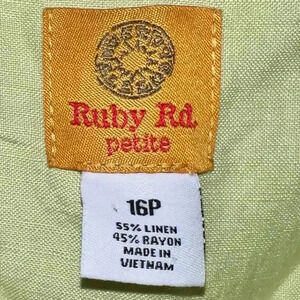 Ruby Rd.
petite
16P
55% LINEN
45% RAYON
MADE IN
VIETNAM